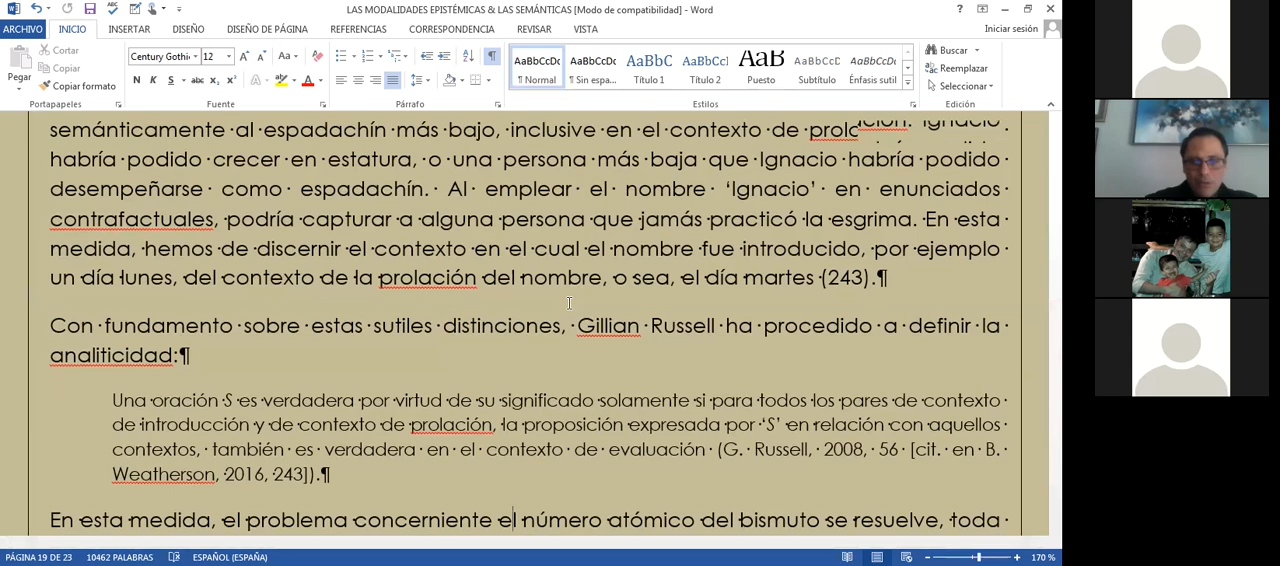 LAS MODALIDADES EPISTÉMICAS & LAS SEMÁNTICAS [Modo de compatibilidad] - Word
ARCHIVO INICIO INSERTAR DISEÑO DE PÁGINA REFERENCIAS CORRESPONDENCIA REVISAR VISTA Iniciar sesión
Pegar
Cortar
Copiar
Copiar formato
Portapapeles
Century Gothi 12
N K S abc x₂ x² A
Fuente
Párrafo
AaBbCcDc AaBbCcDc AaBbC AaBbCcl AaB AaBbCcD AaBbCcDc
¶ Normal ¶ Sin espa... Título 1 Título 2 Puesto Subtítulo Énfasis sutil
Estilos
Buscar
Reemplazar
Seleccionar
Edición
semánticamente al espadachín más bajo, inclusive en el contexto de
habría podido crecer en estatura, o una persona más baja que Ignacio habría podido
desempeñarse como espadachín. Al emplear el nombre ‘Ignacio’ en enunciados
contrafactuales, podría capturar a alguna persona que jamás practicó la esgrima. En esta
medida, hemos de discernir el contexto en el cual el nombre fue introducido, por ejemplo
un día lunes, del contexto de la prolación del nombre, o sea, el día martes (243).¶
Con fundamento sobre estas sutiles distinciones, Gillian Russell ha procedido a definir la
analiticidad:¶
Una oración S es verdadera por virtud de su significado solamente si para todos los pares de contexto
de introducción y de contexto de prolación, la proposición expresada por ‘S’ en relación con aquellos
contextos, también es verdadera en el contexto de evaluación (G. Russell, 2008, 56 [cit. en B.
Weatherson, 2016, 243]).¶
En esta medida, el problema concerniente el número atómico del bismuto se resuelve, toda
PÁGINA 19 DE 23 10462 PALABRAS ESPAÑOL (ESPAÑA) 170 %